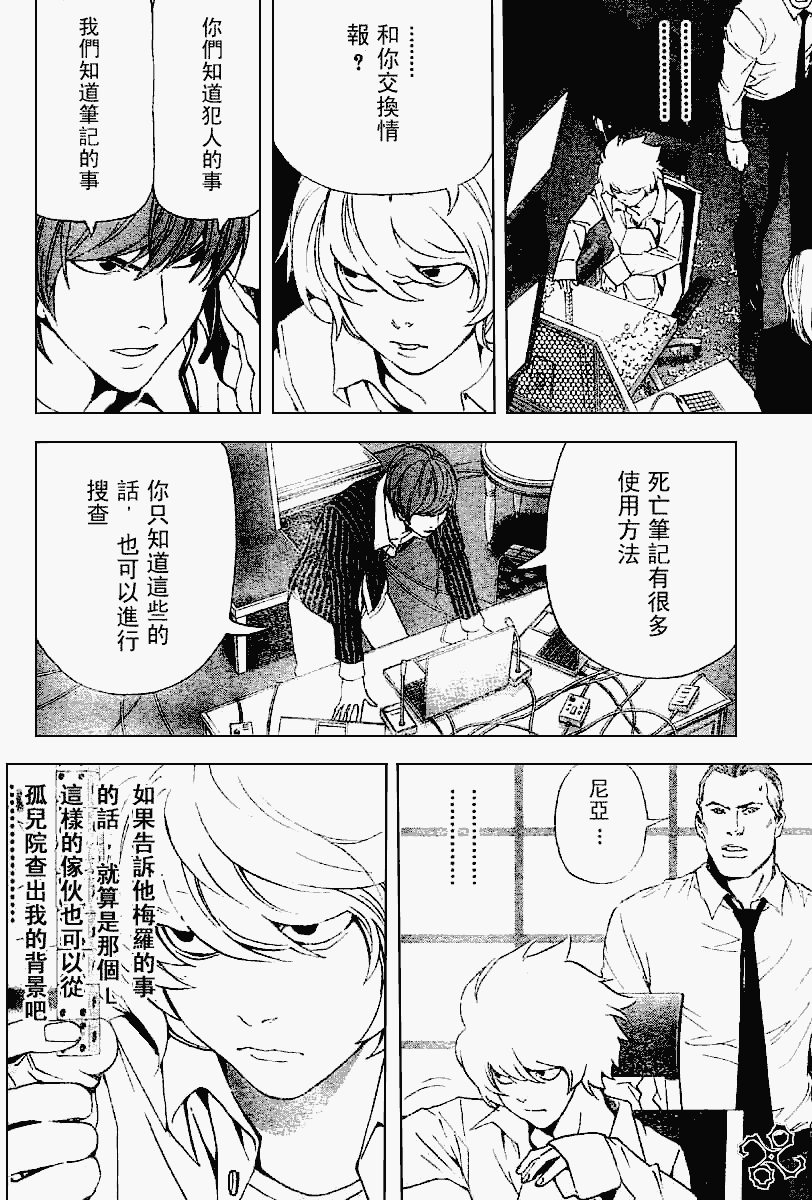 ………
………
………
和你交換情
報？
你們知道犯人的事
我們知道筆記的事
死亡筆記有很多
使用方法
你只知道這些的
話，也可以進行
搜查
尼亞…
………
………
如果告訴他梅羅的事
的話，就算是那個L
這樣的傢伙也可以從
孤兒院查出我的背景吧
………